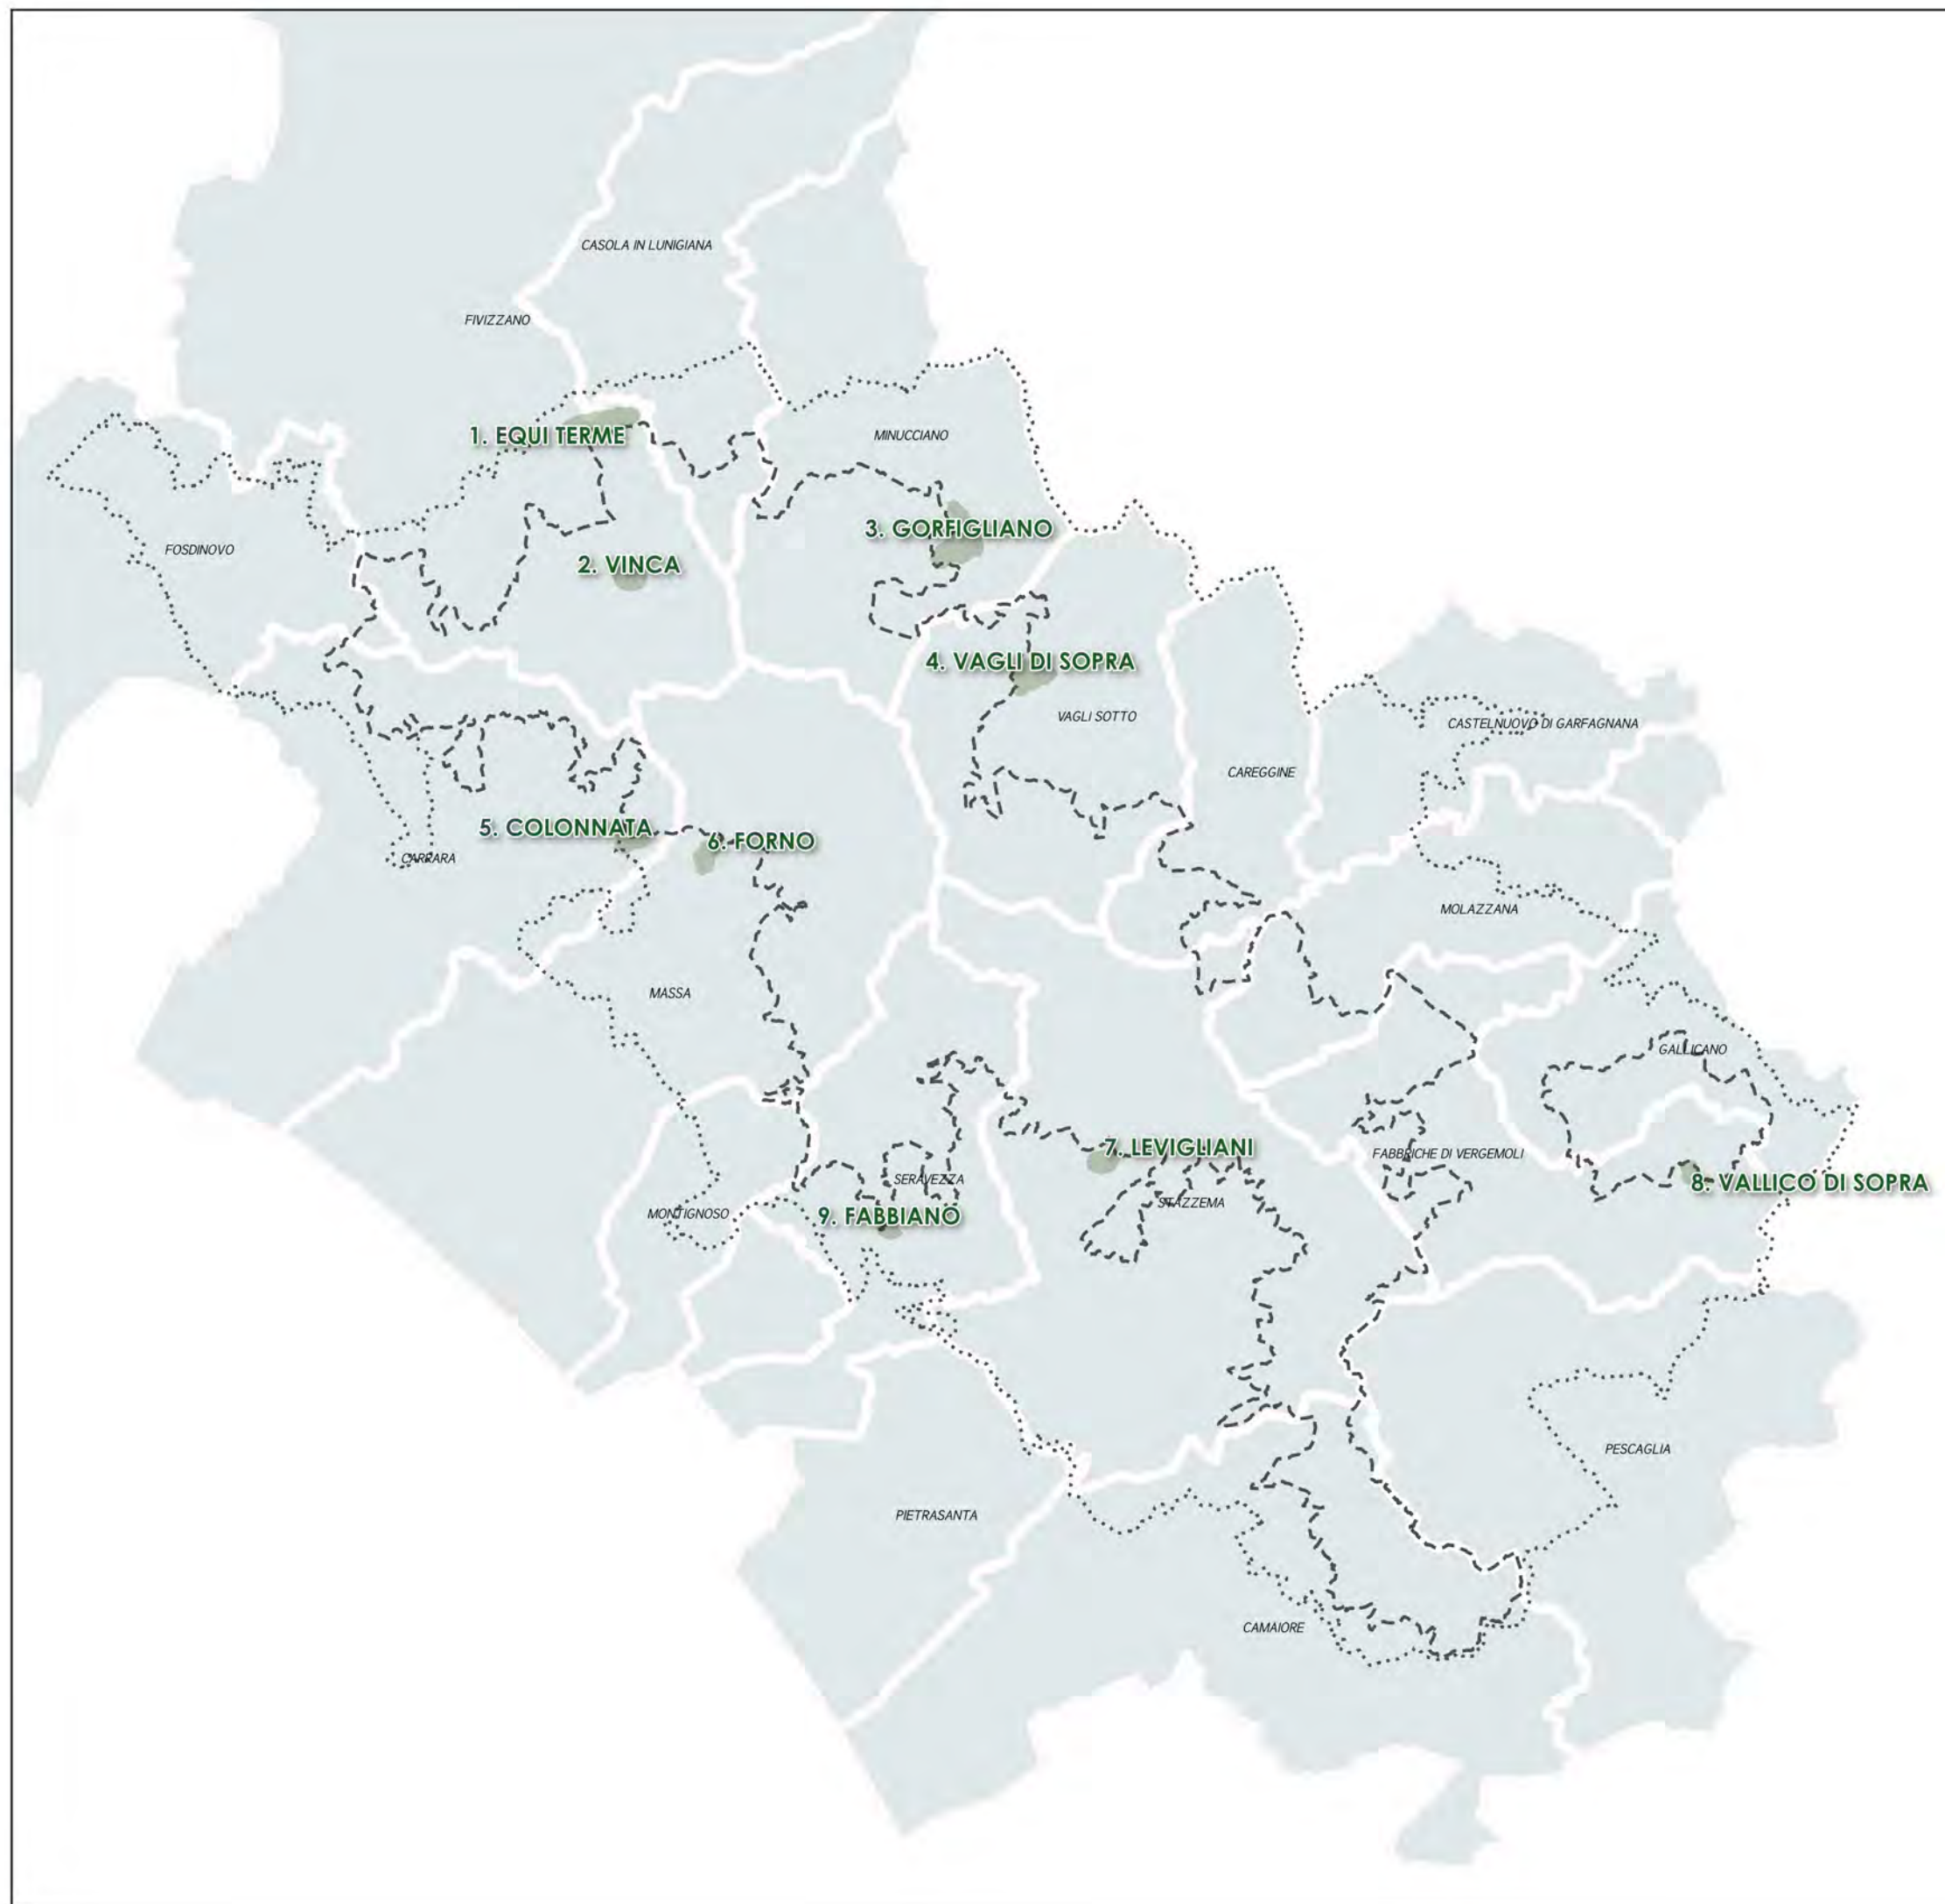 CASOLA IN LUNIGIANA
FIVIZZANO
1. EQUI TERME
MINUCCIANO
3. GORFIGLIANO
FOSDINOVO
2. VINCA
4. VAGLI DI SOPRA
VAGLI SOTTO
CASTELNUOVO DI GARFAGNANA
CAREGGINE
5. COLONNATA
6. FORNO
CARRARA
MOLAZZANA
MASSA
GALLICANO
7. LEVIGLIANI
FABBRICHE DI VERGEMOLI
SERAVEZZA
8. VALLICO DI SOPRA
STAZZEMA
MONTIGNOSO
9. FABBIANO
PESCAGLIA
PIETRASANTA
CAMAIORE